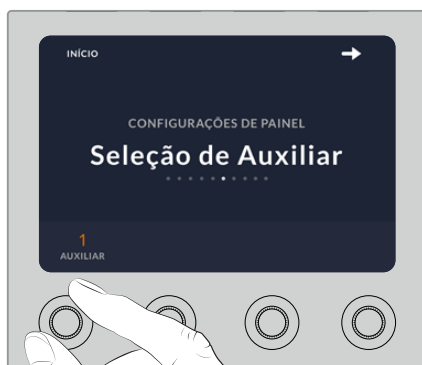 INÍCIO
CONFIGURAÇÕES DE PAINEL
Seleção de Auxiliar
1
AUXILIAR